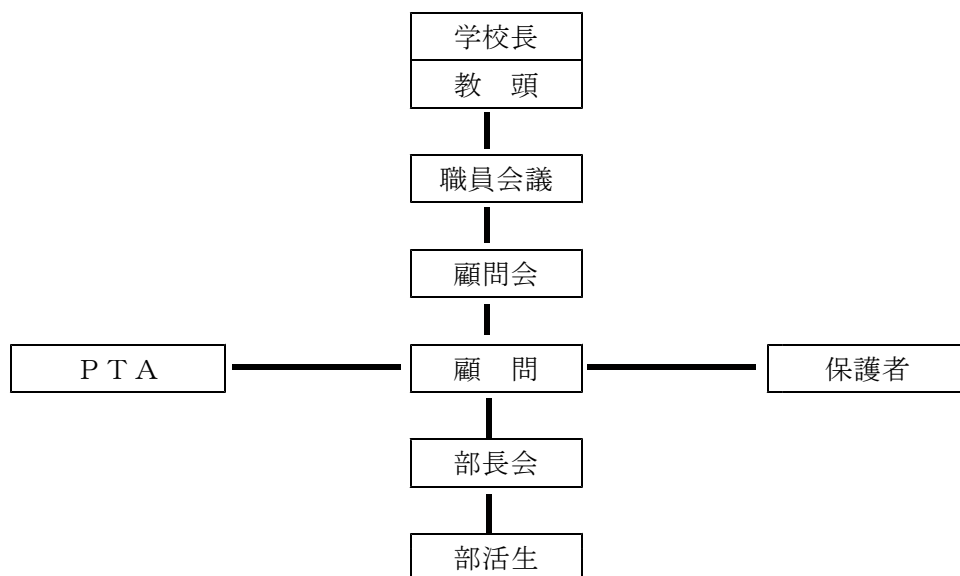 学校長
教　頭
職員会議
顧問会
ＰＴＡ
顧　問
保護者
部長会
部活生